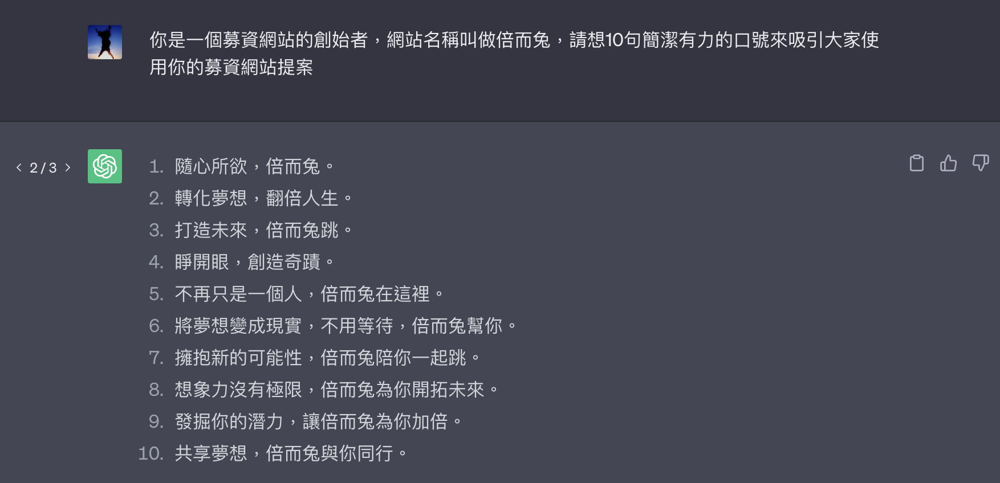 你是一個募資網站的創始者，網站名稱叫做倍而兔，請想10句簡潔有力的口號來吸引大家使
用你的募資網站提案
2 / 3
1. 隨心所欲，倍而兔。
2. 轉化夢想，翻倍人生。
3. 打造未來，倍而兔跳。
4. 睜開眼，創造奇蹟。
5. 不再只是一個人，倍而兔在這裡。
6. 將夢想變成現實，不用等待，倍而兔幫你。
7. 擁抱新的可能性，倍而兔陪你一起跳。
8. 想象力沒有極限，倍而兔為你開拓未來。
9. 發掘你的潛力，讓倍而兔為你加倍。
10. 共享夢想，倍而兔與你同行。